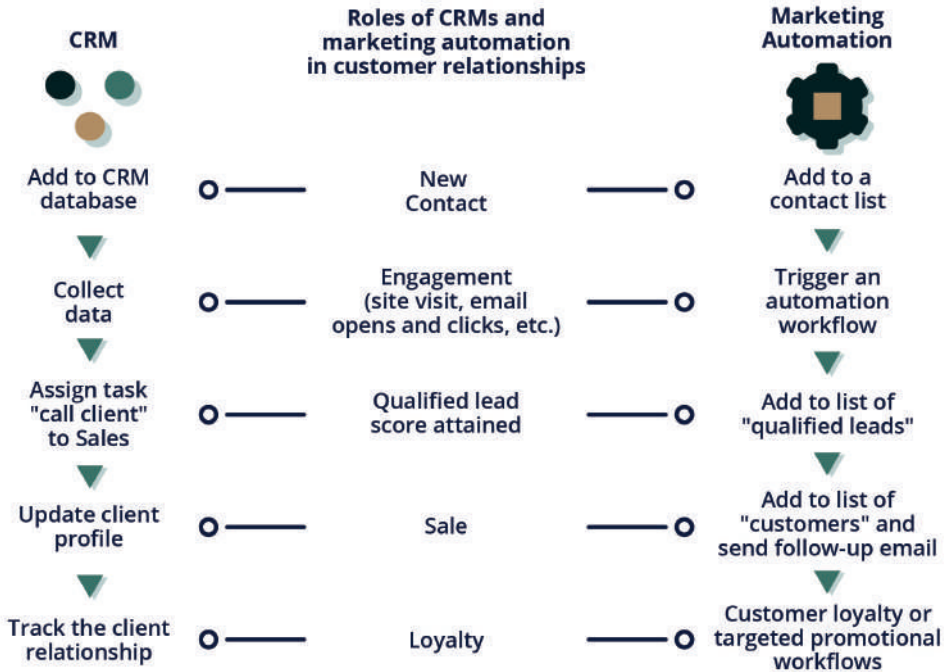 CRM
Roles of CRMs and
marketing automation
in customer relationships
Marketing
Automation
Add to CRM
database
New
Contact
Add to a
contact list
Collect
data
Engagement
(site visit, email
opens and clicks, etc.)
Trigger an
automation
workflow
Assign task
"call client"
to Sales
Qualified lead
score attained
Add to list of
"qualified leads"
Update client
profile
Sale
Add to list of
"customers" and
send follow-up email
Track the client
relationship
Loyalty
Customer loyalty or
targeted promotional
workflows